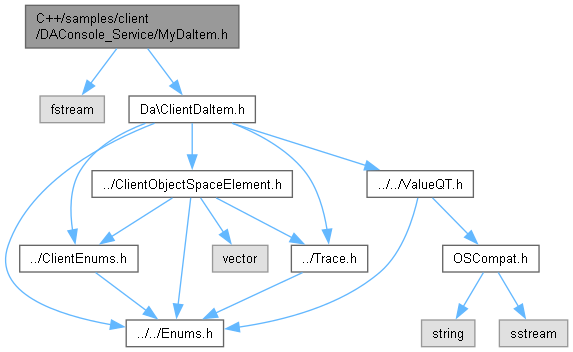 C++/samples/client
/DAConsole_Service/MyDaItem.h
fstream
Da\ClientDaItem.h
../ClientObjectSpaceElement.h
../../ValueQT.h
../ClientEnums.h
vector
../Trace.h
OSCompat.h
../../Enums.h
string
sstream